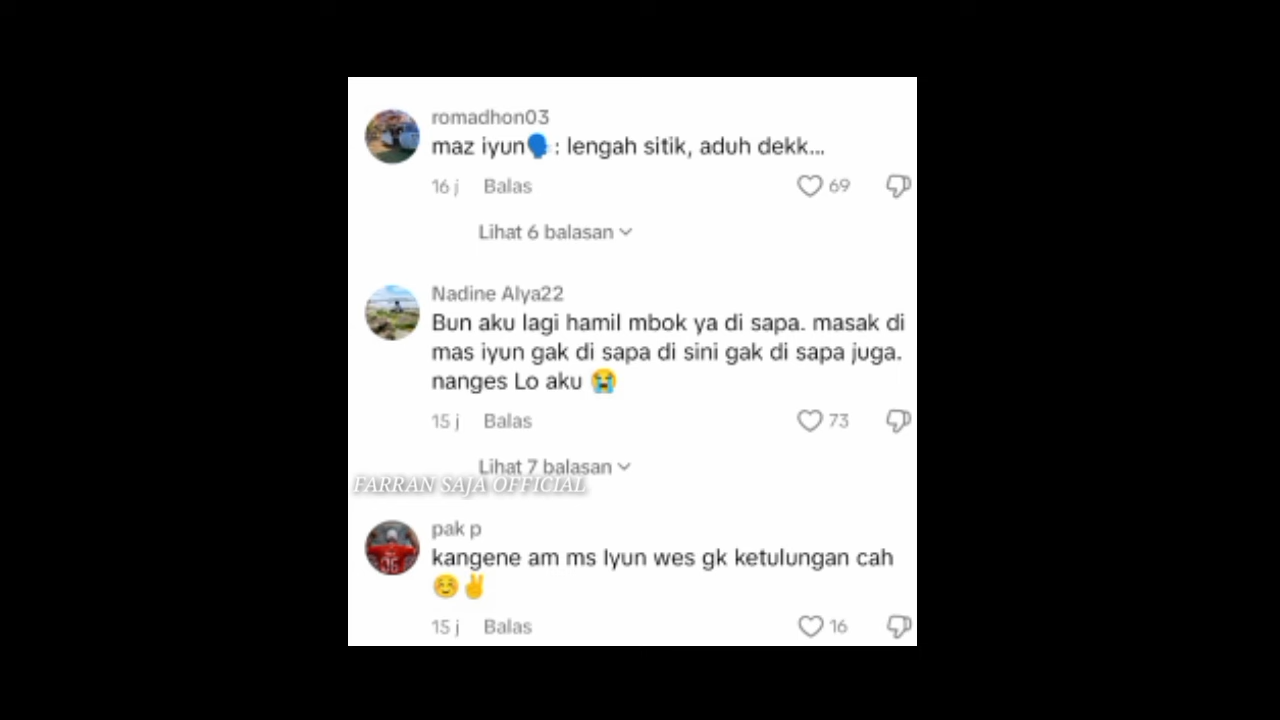 romadhon03
maz iyun🗣️: lengah sitik, aduh dekk...
16 j Balas 69
Lihat 6 balasan
Nadine Alya22
Bun aku lagi hamil mbok ya di sapa. masak di
mas iyun gak di sapa di sini gak di sapa juga.
nanges Lo aku 😭
15 j Balas 73
Lihat 7 balasan
FARRAN SAJA OFFICIAL
pak p
kangene am ms Iyun wes gk ketulungan cah
☺️✌️
15 j Balas 16